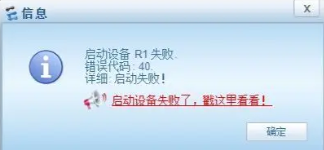 信息
启动设备 R1 失败.
错误代码: 40.
详细: 启动失败！
启动设备失败了，戳这里看看！
确定